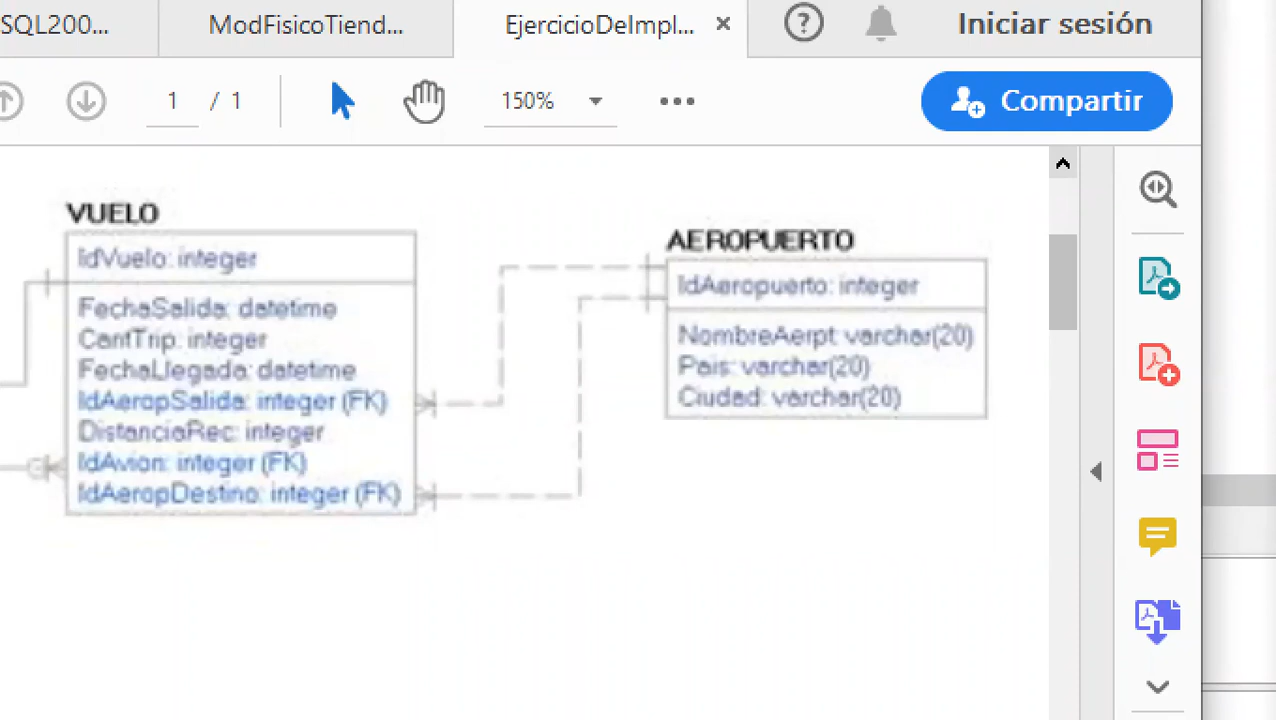 SQL200...
ModFisicoTiend...
EjercicioDeImpl...
Iniciar sesión
1 / 1
150%
Compartir
VUELO
IdVuelo: integer
FechaSalida: datetime
CantTrip: integer
FechaLlegada: datetime
IdAeropSalida: integer (FK)
DistanciaRec: integer
IdAvion: integer (FK)
IdAeropDestino: integer (FK)
AEROPUERTO
IdAeropuerto: integer
NombreAerpt: varchar(20)
Pais: varchar(20)
Ciudad: varchar(20)